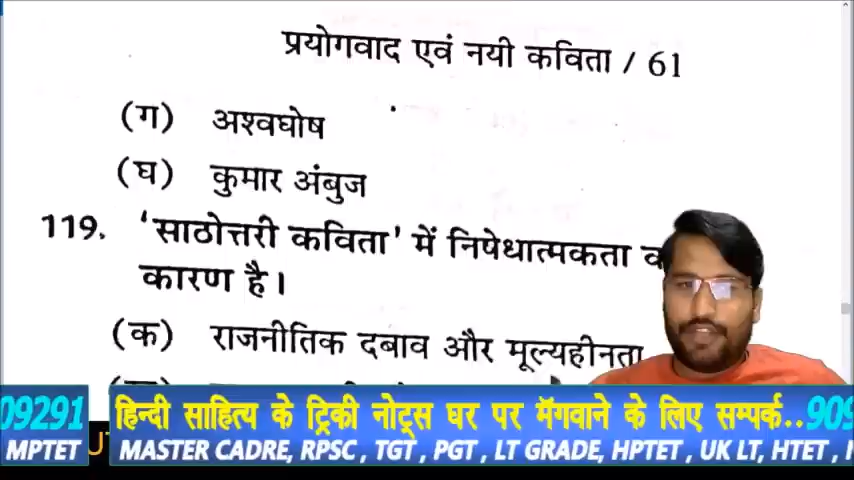 प्रयोगवाद एवं नयी कविता / 61
(ग) अश्वघोष
(घ) कुमार अंबुज
119. 'साठोत्तरी कविता' में निषेधात्मकता
कारण है।
(क) राजनीतिक दबाव और मूल्यहीनता
09291 हिन्दी साहित्य के ट्रिकी नोट्स घर पर मॅगवाने के लिए सम्पर्क..909
MPTET MASTER CADRE, RPSC , TGT , PGT , LT GRADE, HPTET , UK LT, HTET ,